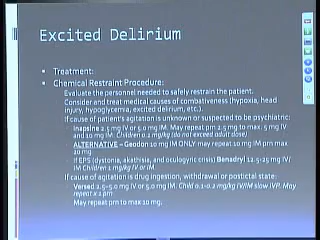 Excited Delirium
Treatment:
Chemical Restraint Procedure:
Evaluate the personnel needed to safely restrain the patient.
Consider and treat medical causes of combativeness (hypoxia, head
injury, hypoglycemia, excited delirium, etc.).
If cause of patient's agitation is unknown or suspected to be psychiatric:
Inapsine 2.5 mg IV or 5.0 mg IM. May repeat prn 2.5 mg to max. 5 mg IV
and 10 mg IM. Children 0.1 mg/kg (do not exceed adult dose)
ALTERNATIVE – Geodon 10 mg IM ONLY may repeat 10 mg IM prn max
20 mg
If EPS (dystonia, akathisia, and oculogyric crisis) Benadryl 12.5-25 mg IV/
IM Children 1 mg/kg IV or IM.
If cause of agitation is drug ingestion, withdrawal or postictal state:
Versed 2.5-5.0 mg IV or 5.0 mg IM. Child 0.1-0.2 mg/kg IV/IM slow IVP. May
repeat x 1 prn
May repeat prn to max 10 mg.